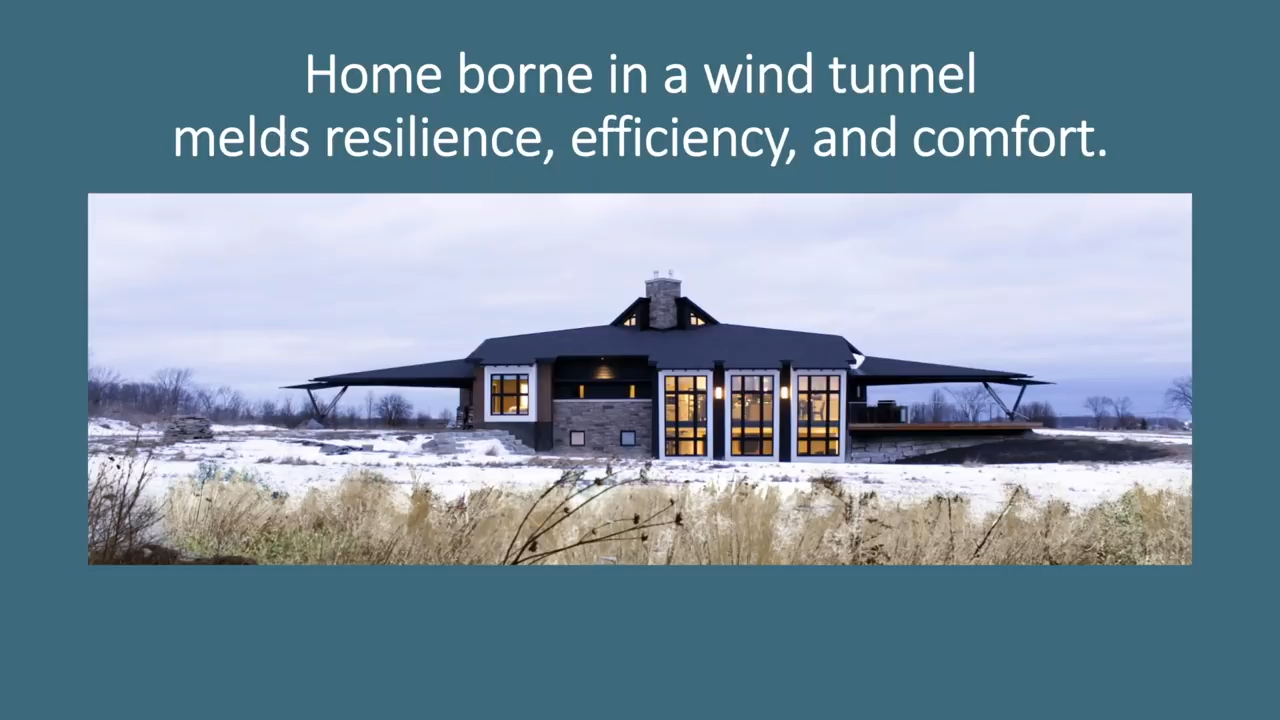 Home borne in a wind tunnel
melds resilience, efficiency, and comfort.